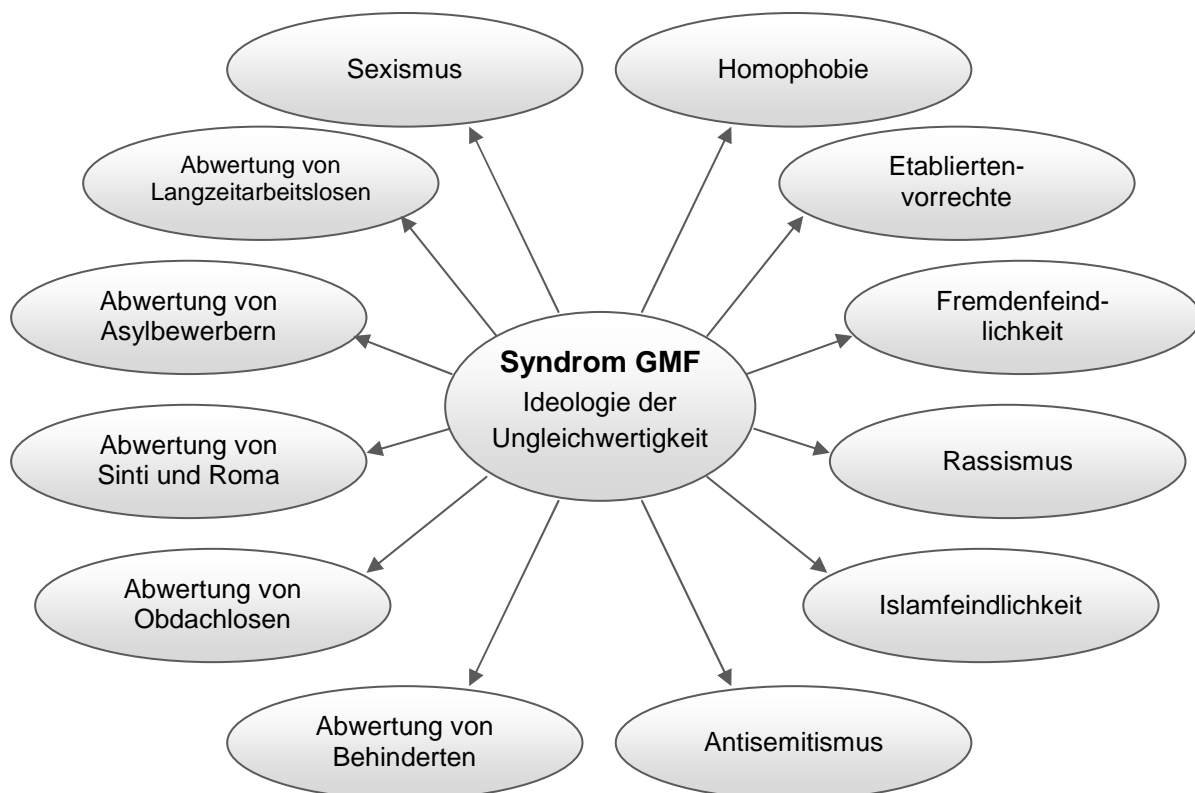 Sexismus
Homophobie
Abwertung von
Langzeitarbeitslosen
Etablierten-
vorrechte
Abwertung von
Asylbewerbern
Fremdenfeind-
lichkeit
Syndrom GMF
Ideologie der
Ungleichwertigkeit
Abwertung von
Sinti und Roma
Rassismus
Abwertung von
Obdachlosen
Islamfeindlichkeit
Abwertung von
Behinderten
Antisemitismus